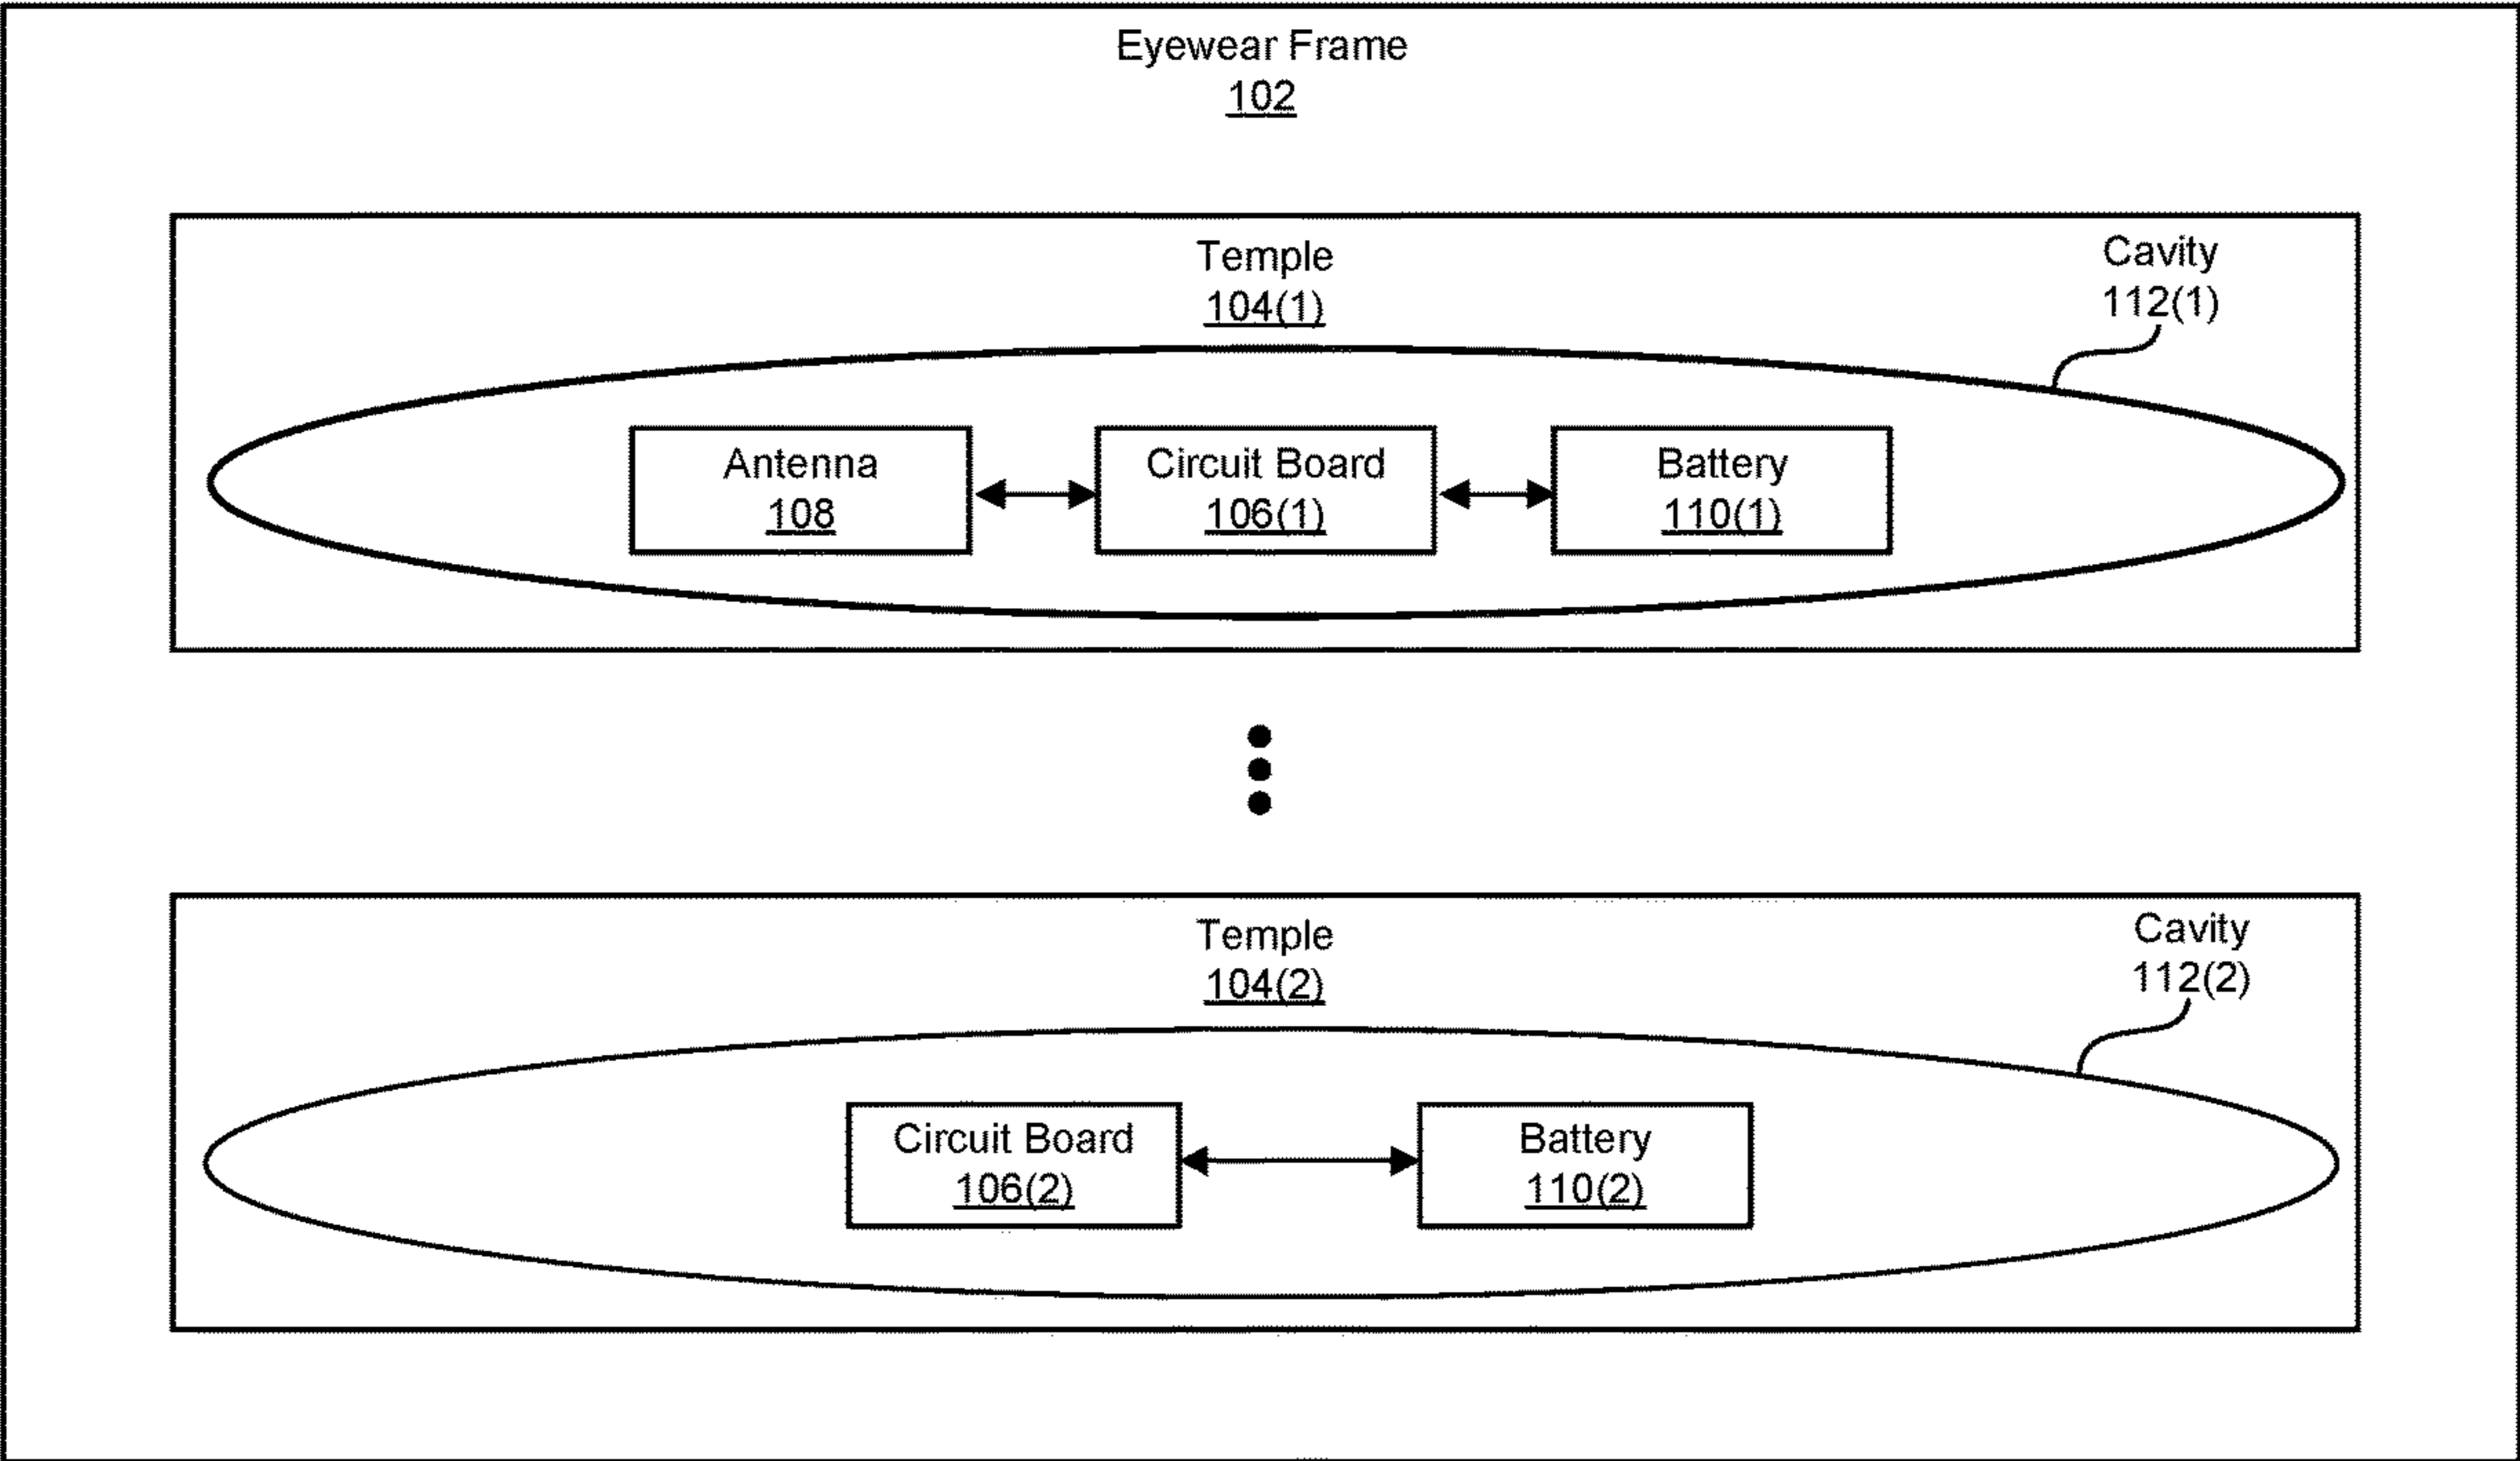 Eyewear Frame
102
Temple
104(1)
Cavity
112(1)
Antenna
108
Circuit Board
106(1)
Battery
110(1)
Temple
104(2)
Cavity
112(2)
Circuit Board
106(2)
Battery
110(2)